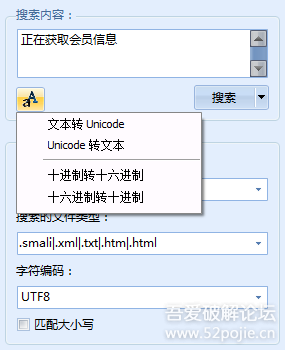 搜索内容:
正在获取会员信息
aA
搜索
文本转 Unicode
Unicode 转文本
十进制转十六进制
十六进制转十进制
搜索的文件类型:
.smali|.xml|.txt|.htm|.html
字符编码:
UTF8
匹配大小写
吾爱破解论坛
www.52pojie.cn